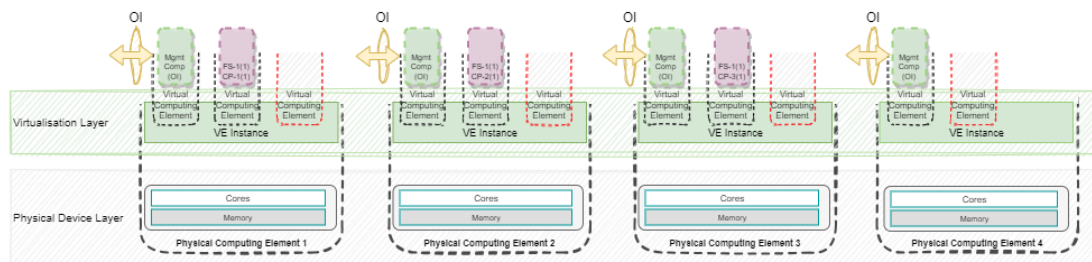 OI
OI
OI
OI
Mgmt
Comp
(OI)
FS-1(1)
CP-1(1)
Mgmt
Comp
(OI)
FS-1(1)
CP-2(1)
Mgmt
Comp
(OI)
FS-1(1)
CP-3(1)
Mgmt
Comp
(OI)
Virtual
Computing
Element
Virtual
Computing
Element
Virtual
Computing
Element
Virtual
Computing
Element
Virtual
Computing
Element
Virtual
Computing
Element
Virtual
Computing
Element
Virtual
Computing
Element
Virtual
Computing
Element
Virtual
Computing
Element
Virtual
Computing
Element
Virtualisation Layer
VE Instance
VE Instance
VE Instance
VE Instance
Physical Device Layer
Cores
Memory
Physical Computing Element 1
Cores
Memory
Physical Computing Element 2
Cores
Memory
Physical Computing Element 3
Cores
Memory
Physical Computing Element 4